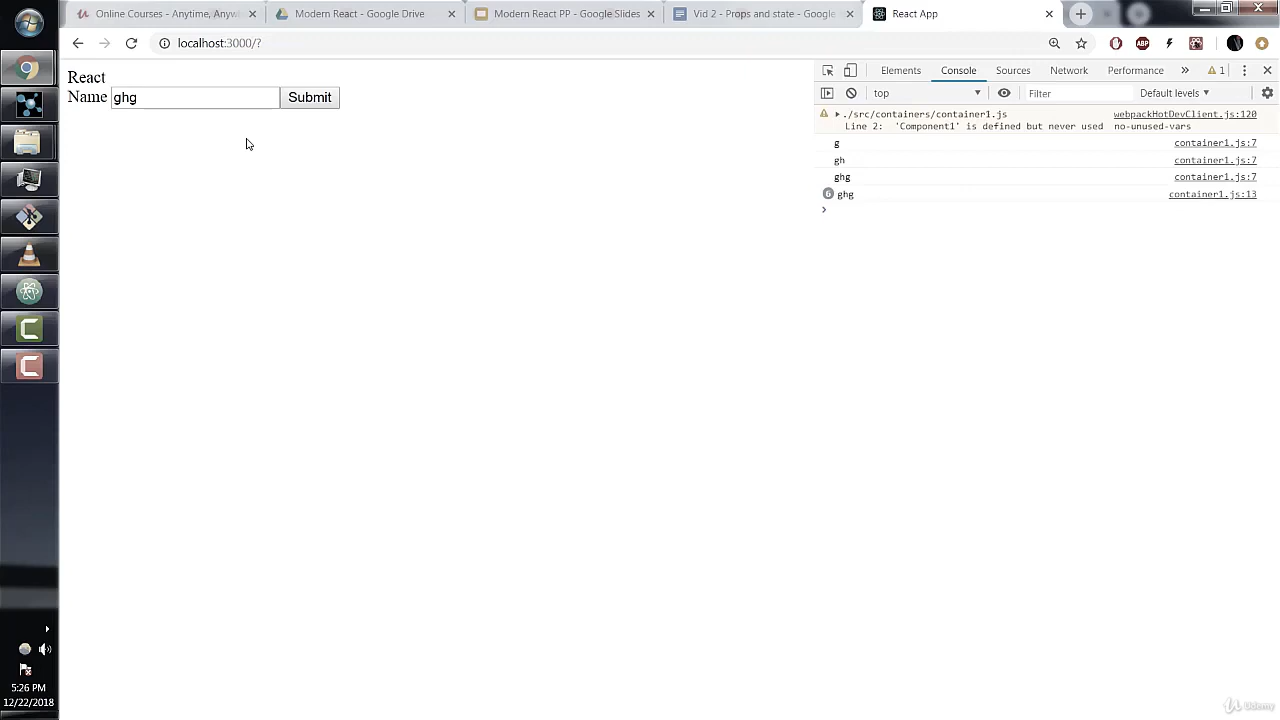 Online Courses - Anytime, Anyw
Modern React - Google Drive
Modern React PP - Google Slides
Vid 2 - Props and state - Google
React App
localhost:3000/?
ABP
React
Name ghg Submit
Elements Console Sources Network Performance » 1
top Filter Default levels
./src/containers/container1.js webpackHotDevClient.js:120
Line 2: 'Component1' is defined but never used no-unused-vars
g container1.js:7
gh container1.js:7
ghg container1.js:7
6 ghg container1.js:13
5:26 PM
12/22/2018
Udemy